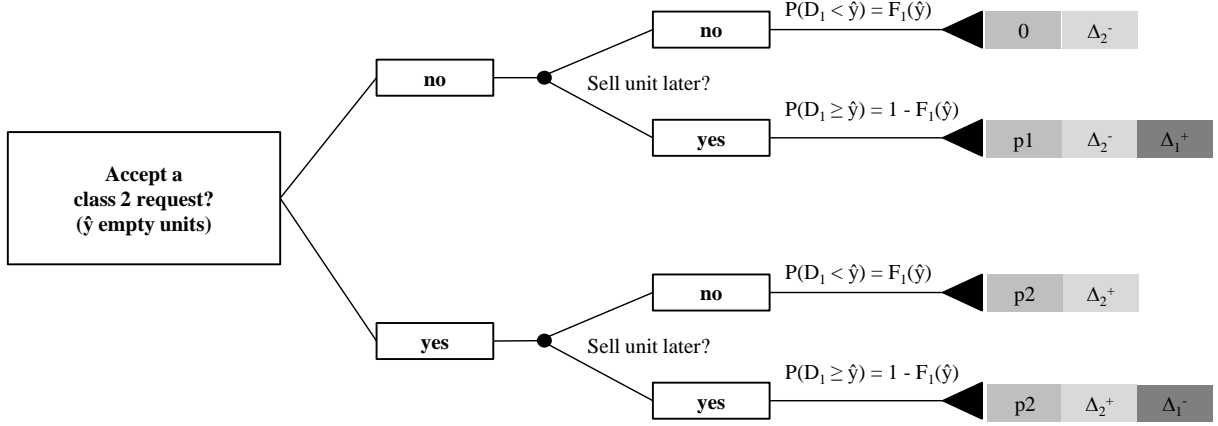 P(D₁ < ŷ) = F₁(ŷ)
no
0
Δ₂⁻
no
Sell unit later?
P(D₁ ≥ ŷ) = 1 - F₁(ŷ)
yes
p1
Δ₂⁻
Δ₁⁺
Accept a
class 2 request?
(ŷ empty units)
P(D₁ < ŷ) = F₁(ŷ)
no
p2
Δ₂⁺
yes
Sell unit later?
P(D₁ ≥ ŷ) = 1 - F₁(ŷ)
yes
p2
Δ₂⁺
Δ₁⁻